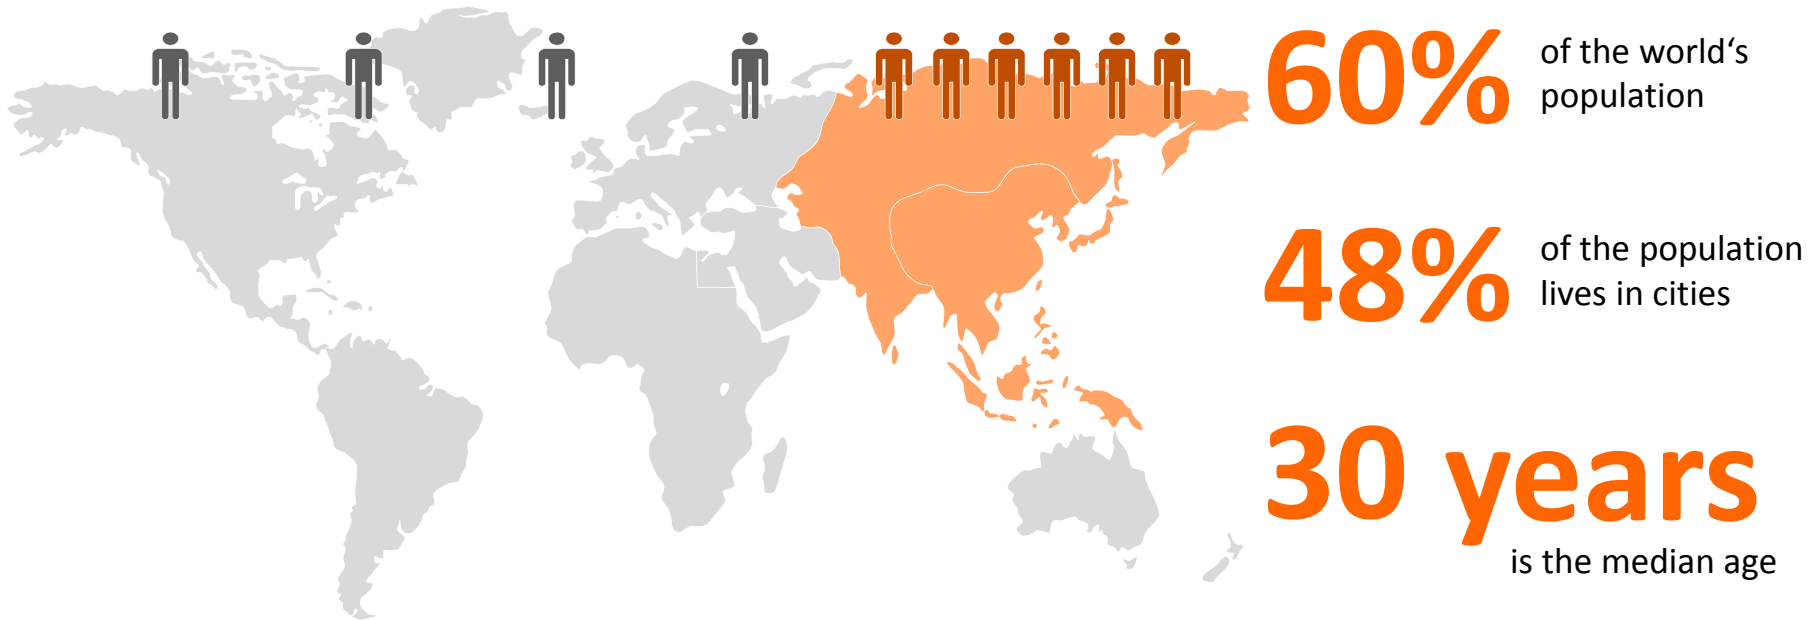 60%
of the world‘s
population
48%
of the population
lives in cities
30 years
is the median age